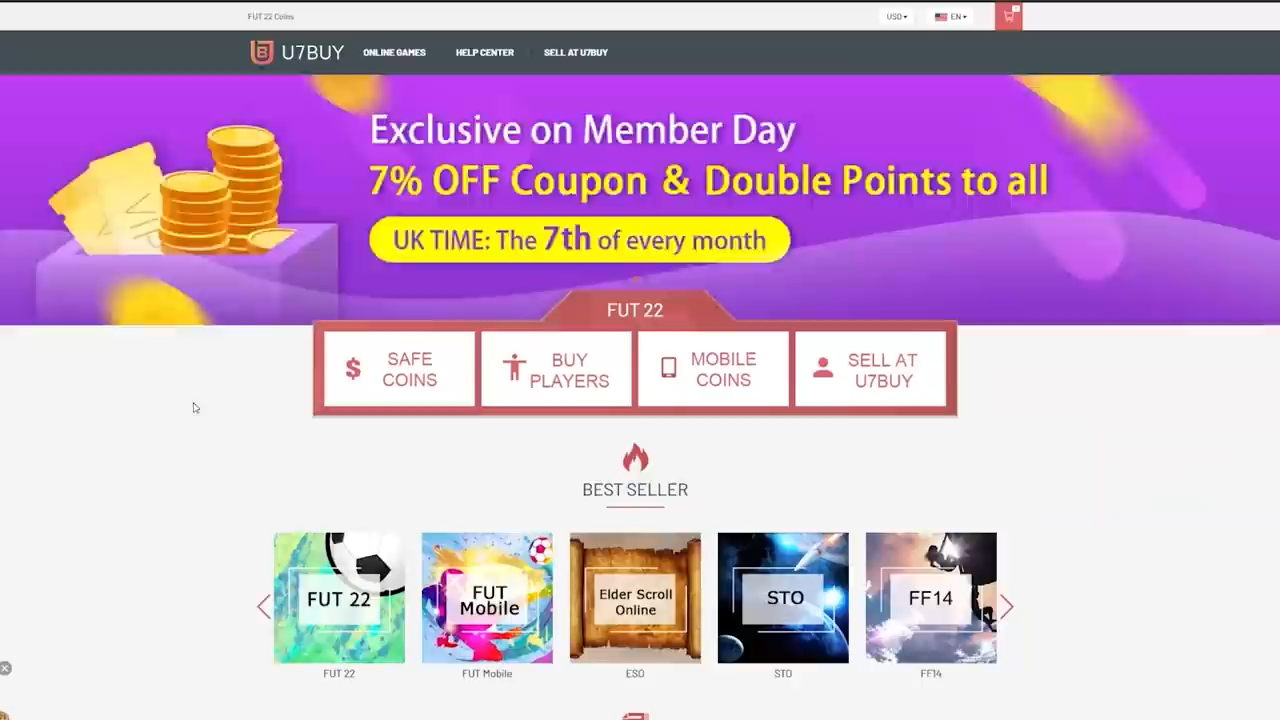 FUT 22 Coins
USD
EN
U7BUY
ONLINE GAMES
HELP CENTER
SELL AT U7BUY
Exclusive on Member Day
7% OFF Coupon & Double Points to all
UK TIME: The 7th of every month
FUT 22
SAFE
COINS
BUY
PLAYERS
MOBILE
COINS
SELL AT
U7BUY
BEST SELLER
FUT 22
FUT
Mobile
Elder Scroll
Online
STO
FF14
FUT 22
FUT Mobile
ESO
STO
FF14